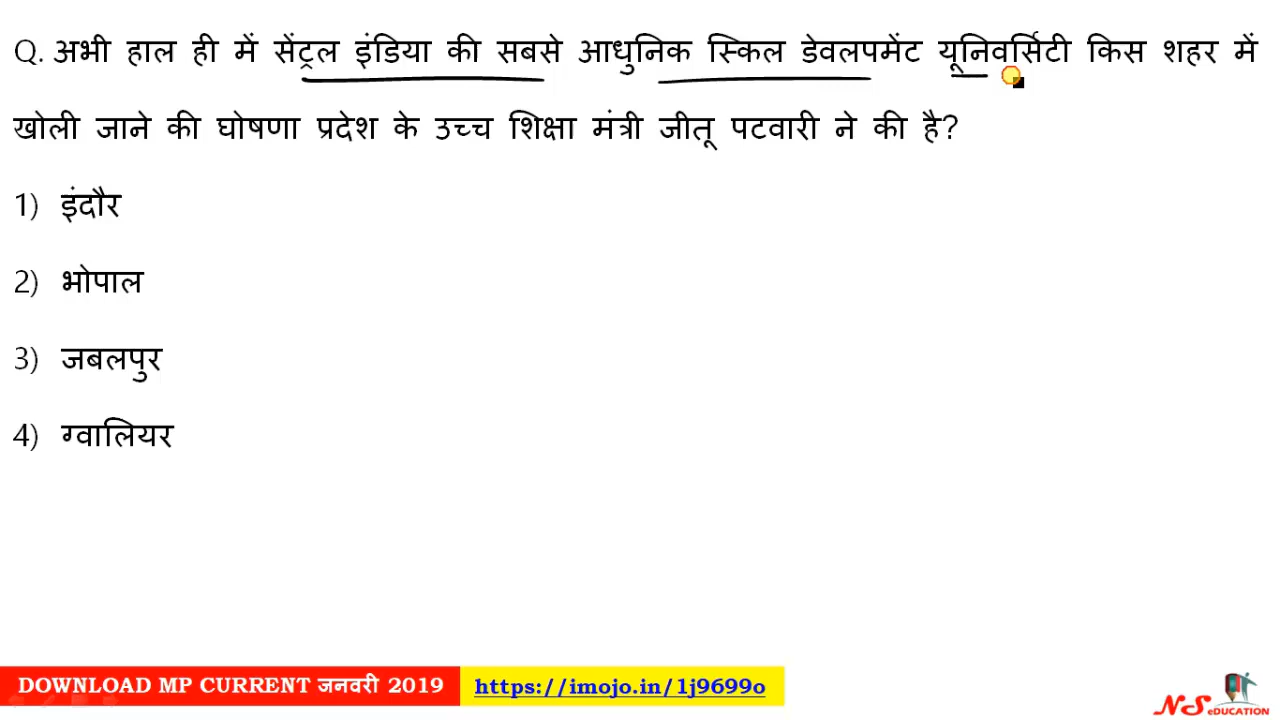 Q. अभी हाल ही में सेंट्रल इंडिया की सबसे आधुनिक स्किल डेवलपमेंट यूनिवर्सिटी किस शहर में
खोली जाने की घोषणा प्रदेश के उच्च शिक्षा मंत्री जीतू पटवारी ने की है?
1) इंदौर
2) भोपाल
3) जबलपुर
4) ग्वालियर
DOWNLOAD MP CURRENT जनवरी 2019 https://imojo.in/1j9699o
NS eDUCATION